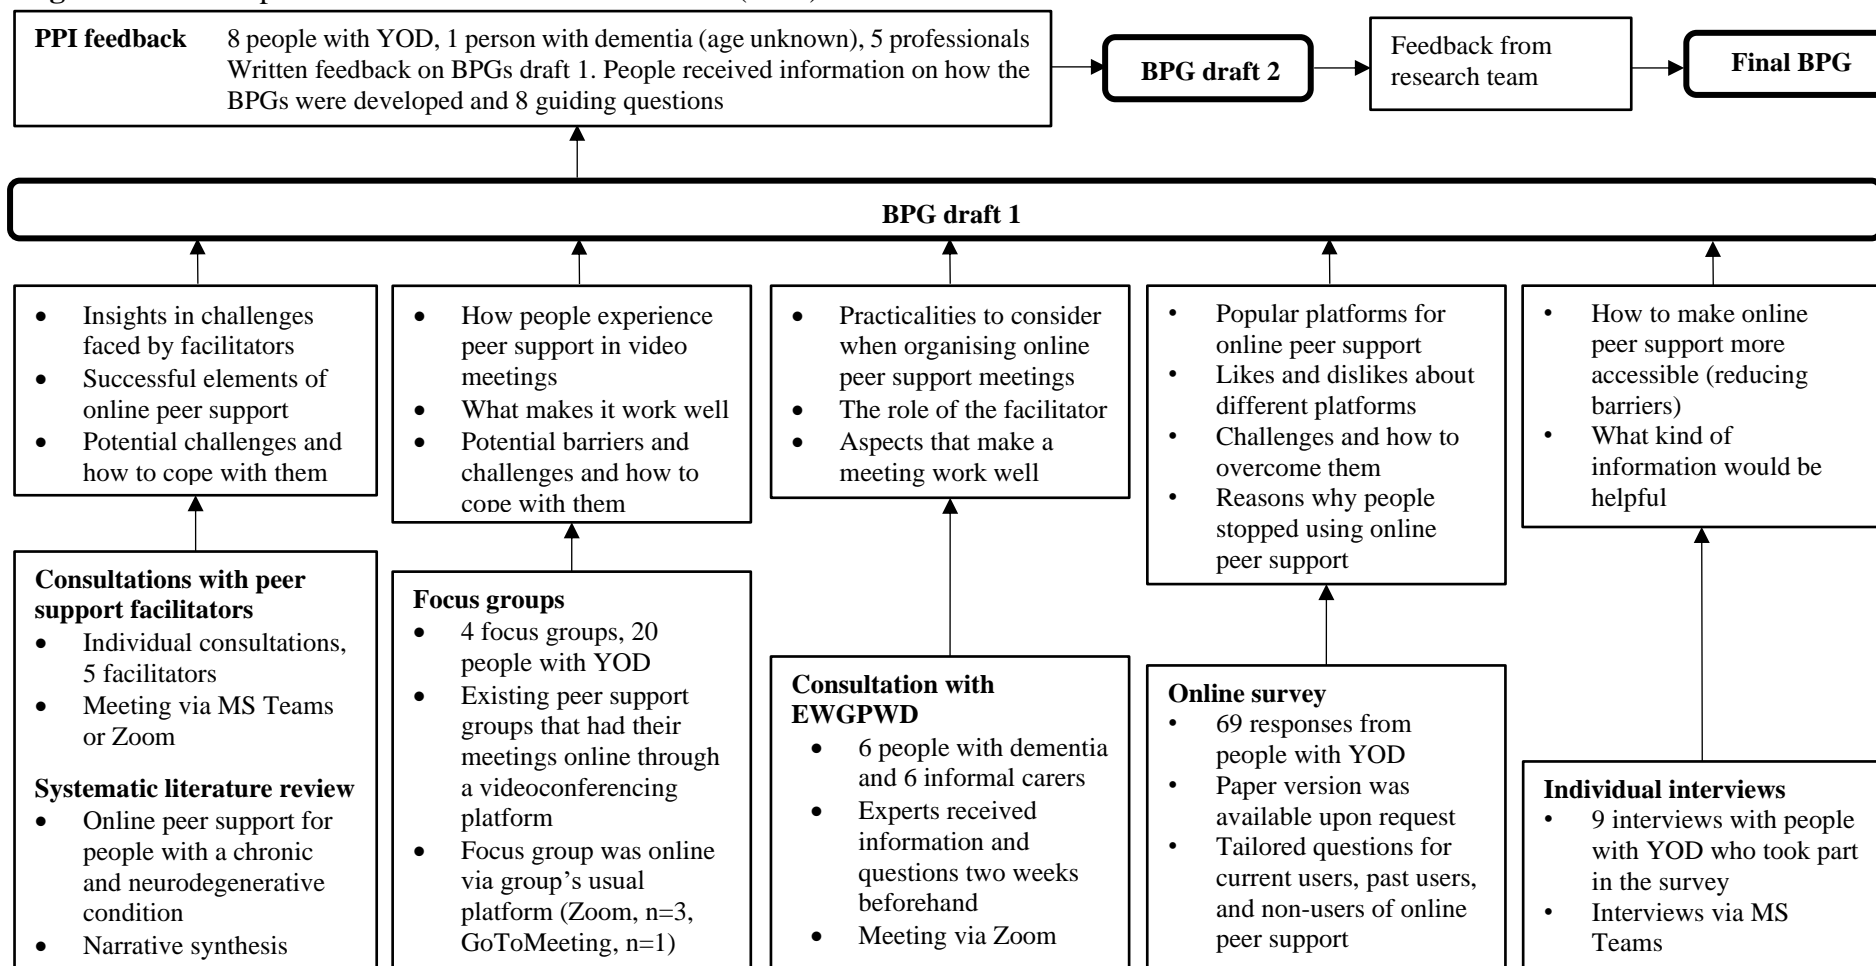 PPI feedback 8 people with YOD, 1 person with dementia (age unknown), 5 professionals
Written feedback on BPGs draft 1. People received information on how the
BPGs were developed and 8 guiding questions
BPG draft 2
Feedback from
research team
Final BPG
BPG draft 1
• Insights in challenges
faced by facilitators
• Successful elements of
online peer support
• Potential challenges and
how to cope with them
• How people experience
peer support in video
meetings
• What makes it work well
• Potential barriers and
challenges and how to
cope with them
• Practicalities to consider
when organising online
peer support meetings
• The role of the facilitator
• Aspects that make a
meeting work well
• Popular platforms for
online peer support
• Likes and dislikes about
different platforms
• Challenges and how to
overcome them
• Reasons why people
stopped using online
peer support
• How to make online
peer support more
accessible (reducing
barriers)
• What kind of
information would be
helpful
Consultations with peer
support facilitators
• Individual consultations,
5 facilitators
• Meeting via MS Teams
or Zoom
Systematic literature review
• Online peer support for
people with a chronic
and neurodegenerative
condition
• Narrative synthesis
Focus groups
• 4 focus groups, 20
people with YOD
• Existing peer support
groups that had their
meetings online through
a videoconferencing
platform
• Focus group was online
via group's usual
platform (Zoom, n=3,
GoToMeeting, n=1)
Consultation with
EWGPWD
• 6 people with dementia
and 6 informal carers
• Experts received
information and
questions two weeks
beforehand
• Meeting via Zoom
Online survey
• 69 responses from
people with YOD
• Paper version was
available upon request
• Tailored questions for
current users, past users,
and non-users of online
peer support
Individual interviews
• 9 interviews with people
with YOD who took part
in the survey
• Interviews via MS
Teams